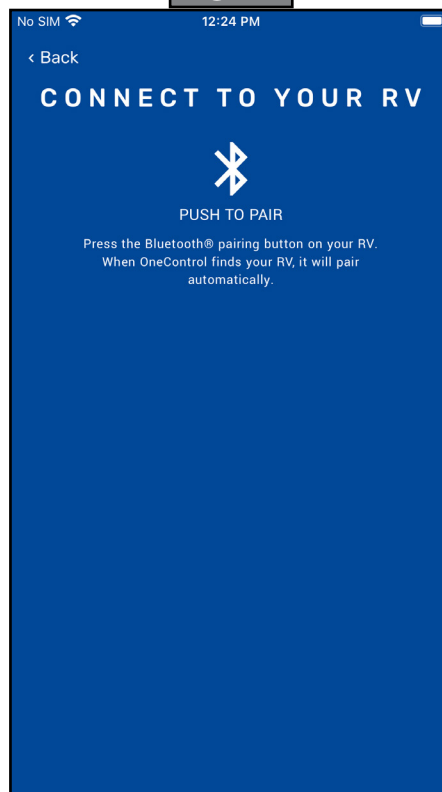 No SIM 12:24 PM
‹ Back
CONNECT TO YOUR RV
PUSH TO PAIR
Press the Bluetooth® pairing button on your RV.
When OneControl finds your RV, it will pair
automatically.